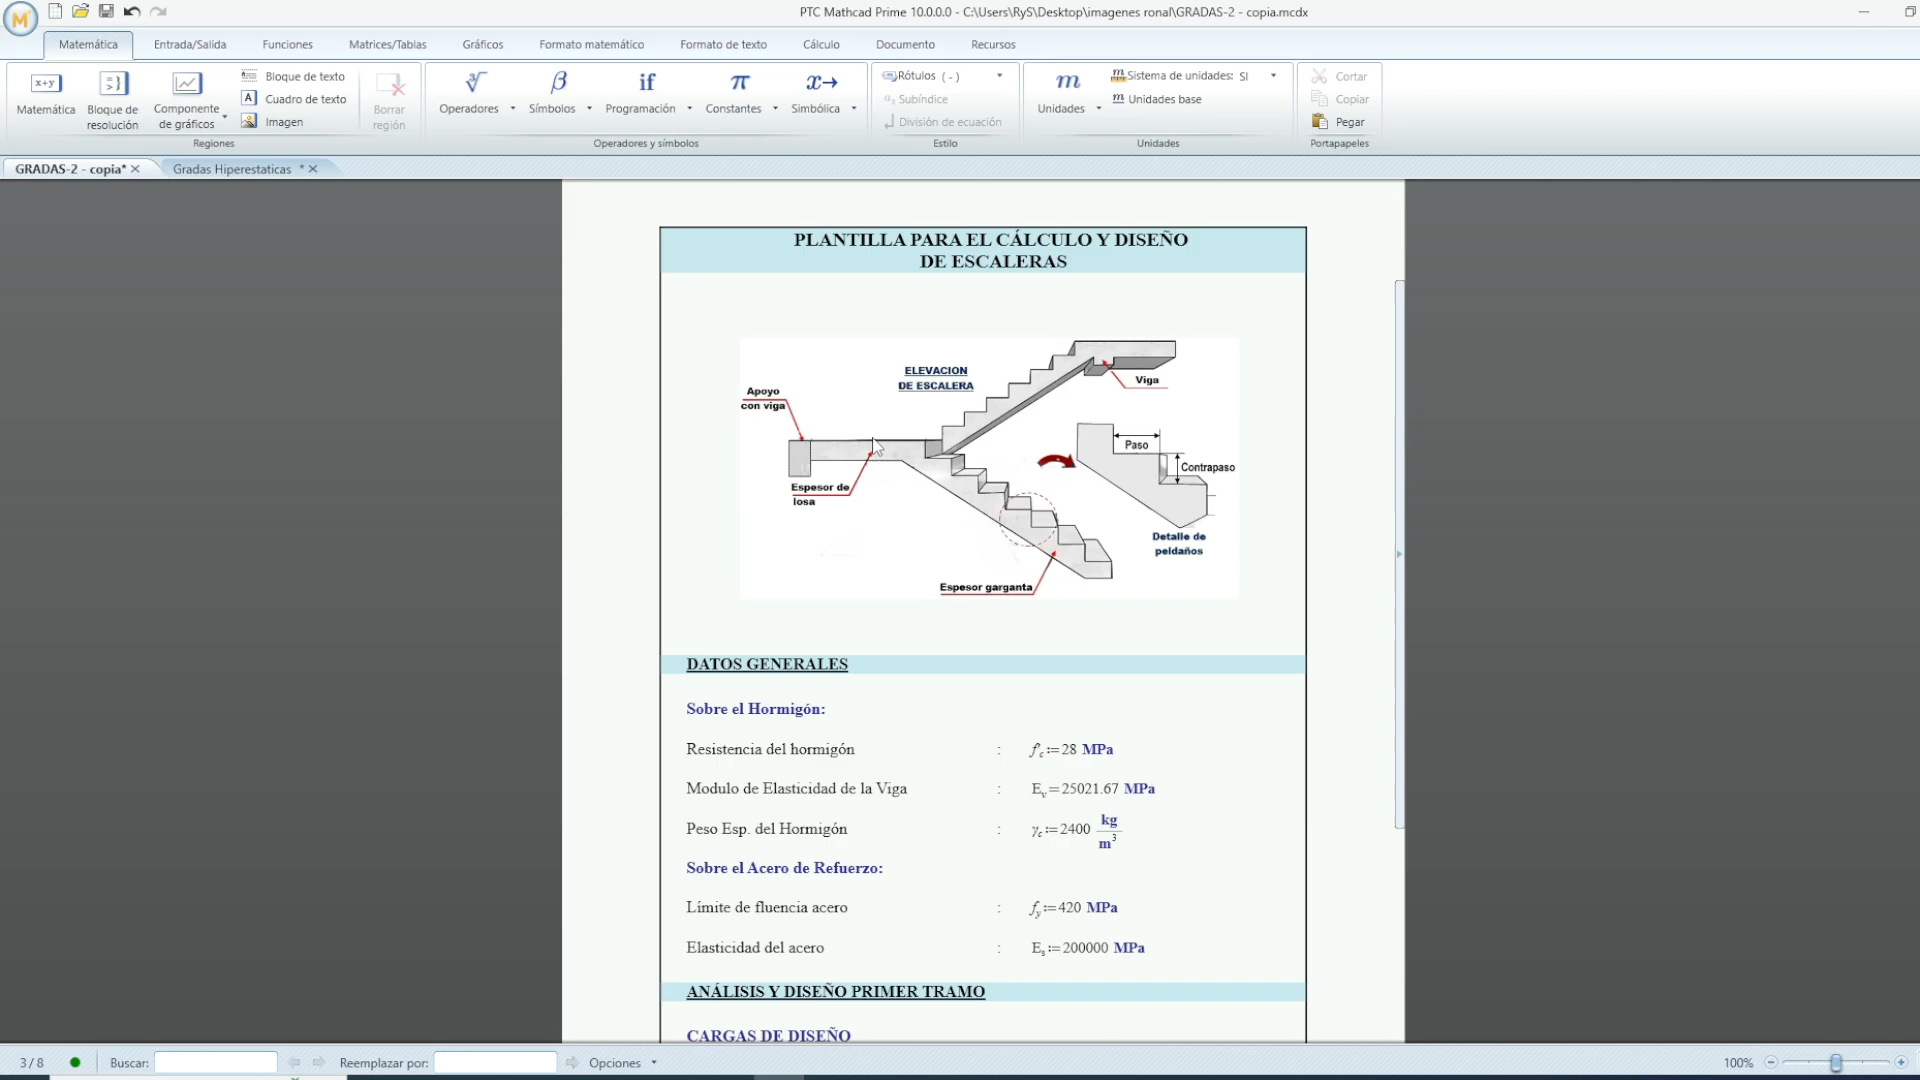 PTC Mathcad Prime 10.0.0.0 - C:\Users\RyS\Desktop\imagenes ronal\GRADAS-2 - copia.mcdx
Matemática Entrada/Salida Funciones Matrices/Tablas Gráficos Formato matemático Formato de texto Cálculo Documento Recursos
Matemática
Bloque de
resolución
Componente
de gráficos
Bloque de texto
Cuadro de texto
Imagen
Borrar
región
Regiones
Operadores
Símbolos
if
Programación
Constantes
Simbólica
Operadores y símbolos
Rótulos ( - )
Subíndice
División de ecuación
Estilo
m
Unidades
Sistema de unidades: SI
Unidades base
Unidades
Cortar
Copiar
Pegar
Portapapeles
GRADAS-2 - copia*
Gradas Hiperestaticas *
PLANTILLA PARA EL CÁLCULO Y DISEÑO
DE ESCALERAS
ELEVACION
DE ESCALERA
Apoyo
con viga
Viga
Paso
Contrapaso
Espesor de
losa
Detalle de
peldaños
Espesor garganta
DATOS GENERALES
Sobre el Hormigón:
Resistencia del hormigón : f'c := 28 MPa
Modulo de Elasticidad de la Viga : Ev = 25021.67 MPa
Peso Esp. del Hormigón : γc := 2400 kg/m³
Sobre el Acero de Refuerzo:
Límite de fluencia acero : fy := 420 MPa
Elasticidad del acero : Es := 200000 MPa
ANÁLISIS Y DISEÑO PRIMER TRAMO
CARGAS DE DISEÑO
3 / 8 Buscar: Reemplazar por: Opciones 100%